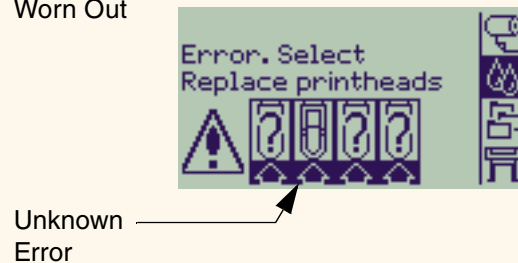 Worn Out
Error. Select
Replace printheads
? ? ?
Unknown
Error